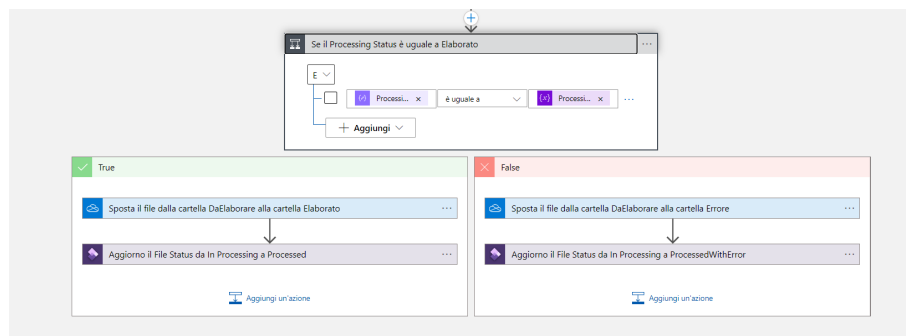 Se il Processing Status è uguale a Elaborato
E
Processi...
è uguale a
Processi...
Aggiungi
True
False
Sposta il file dalla cartella DaElaborare alla cartella Elaborato
Sposta il file dalla cartella DaElaborare alla cartella Errore
Aggiorno il File Status da In Processing a Processed
Aggiorno il File Status da In Processing a ProcessedWithError
Aggiungi un'azione
Aggiungi un'azione